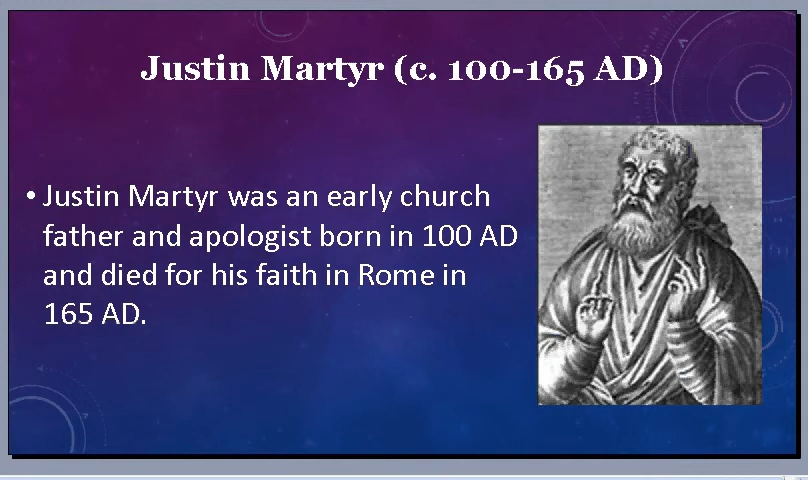 Justin Martyr (c. 100-165 AD)
• Justin Martyr was an early church
father and apologist born in 100 AD
and died for his faith in Rome in
165 AD.